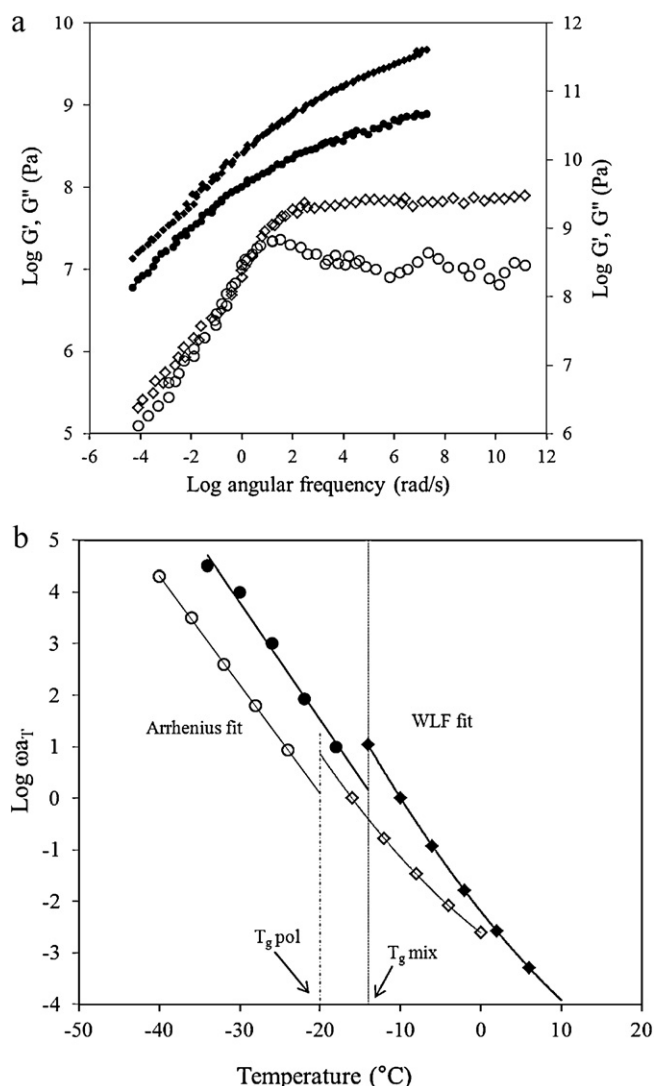 a
10
9
8
7
6
5
Log G', G" (Pa)
12
11
10
9
8
7
6
Log G', G" (Pa)
-6 -4 -2 0 2 4 6 8 10 12
Log angular frequency (rad/s)
b
5
4
3
2
1
0
-1
-2
-3
-4
Log ωaT
Arrhenius fit
WLF fit
Tg pol
Tg mix
-50 -40 -30 -20 -10 0 10 20
Temperature (°C)